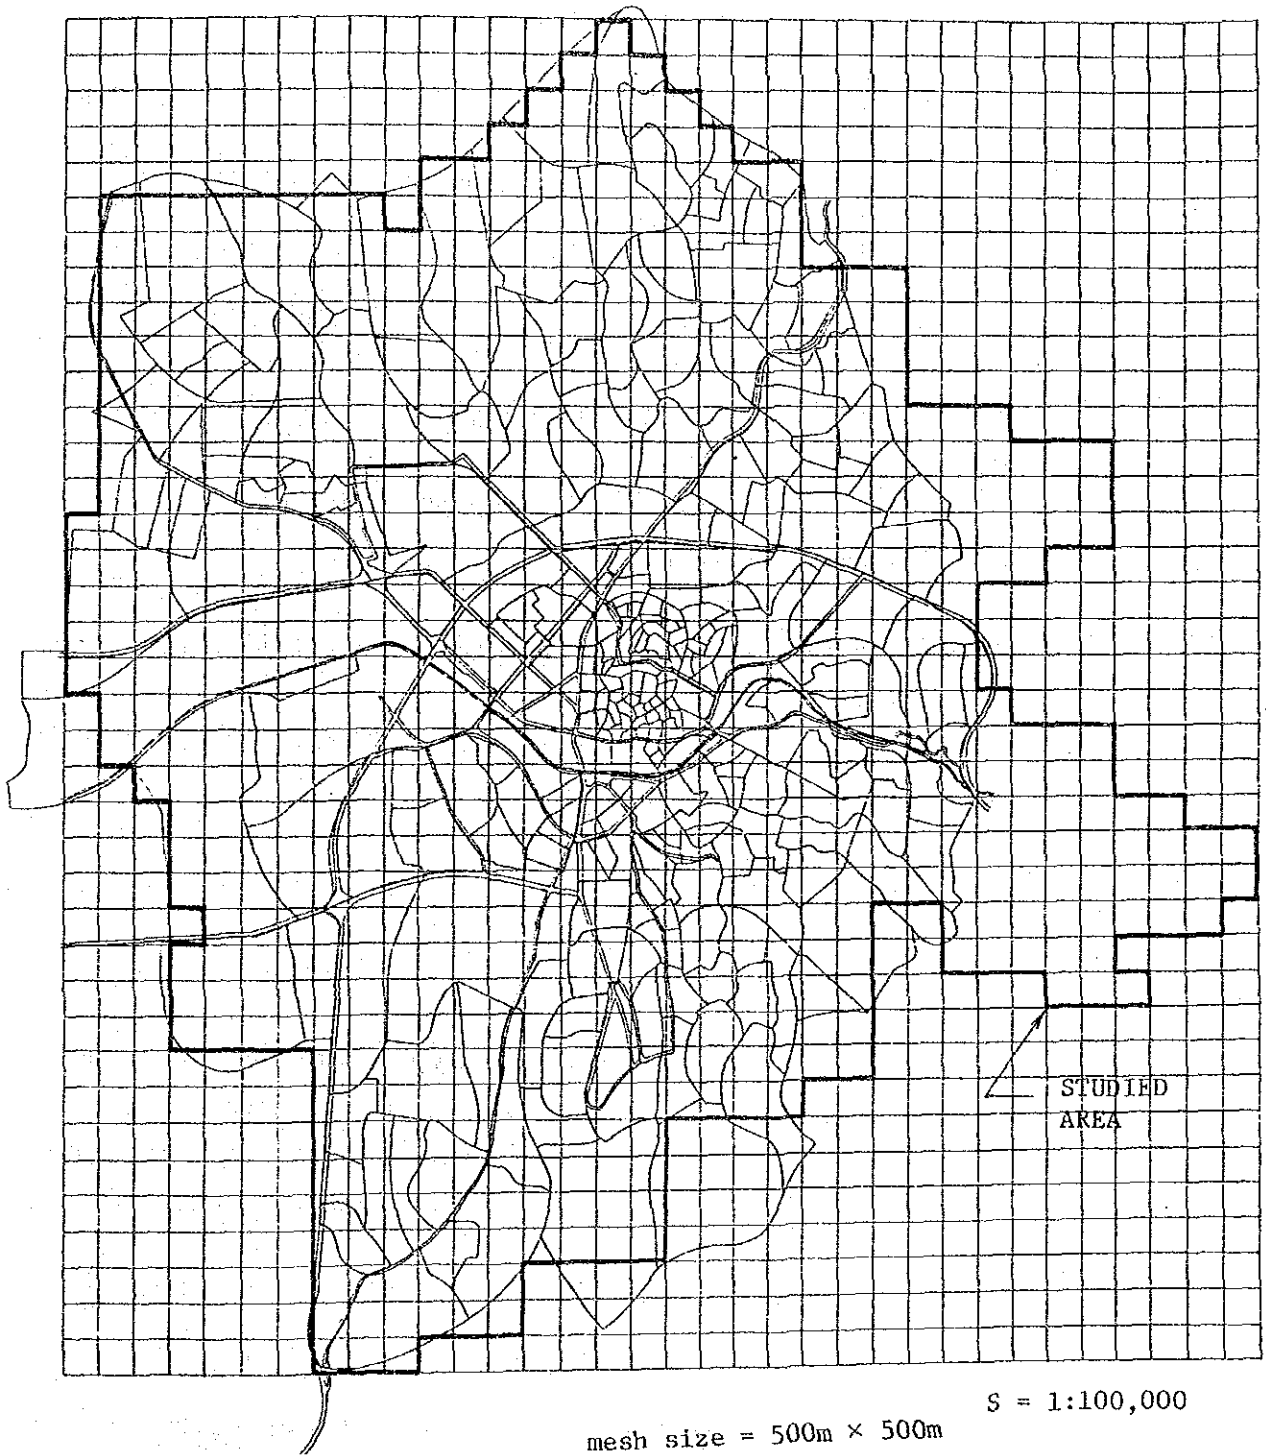 STUDIED
AREA
S = 1:100,000
mesh size = 500m × 500m